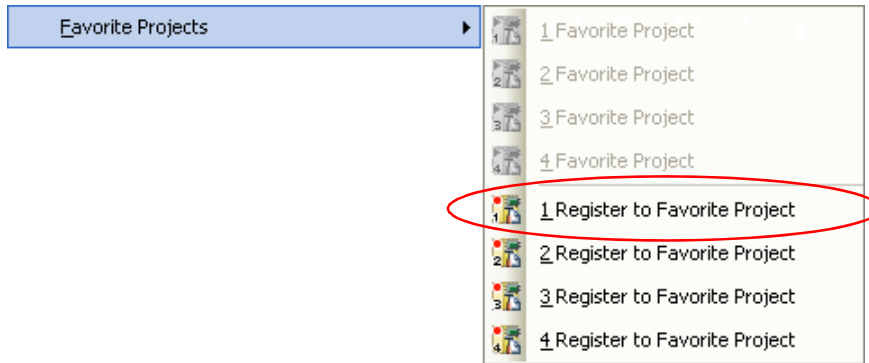 Favorite Projects
1 Favorite Project
2 Favorite Project
3 Favorite Project
4 Favorite Project
1 Register to Favorite Project
2 Register to Favorite Project
3 Register to Favorite Project
4 Register to Favorite Project